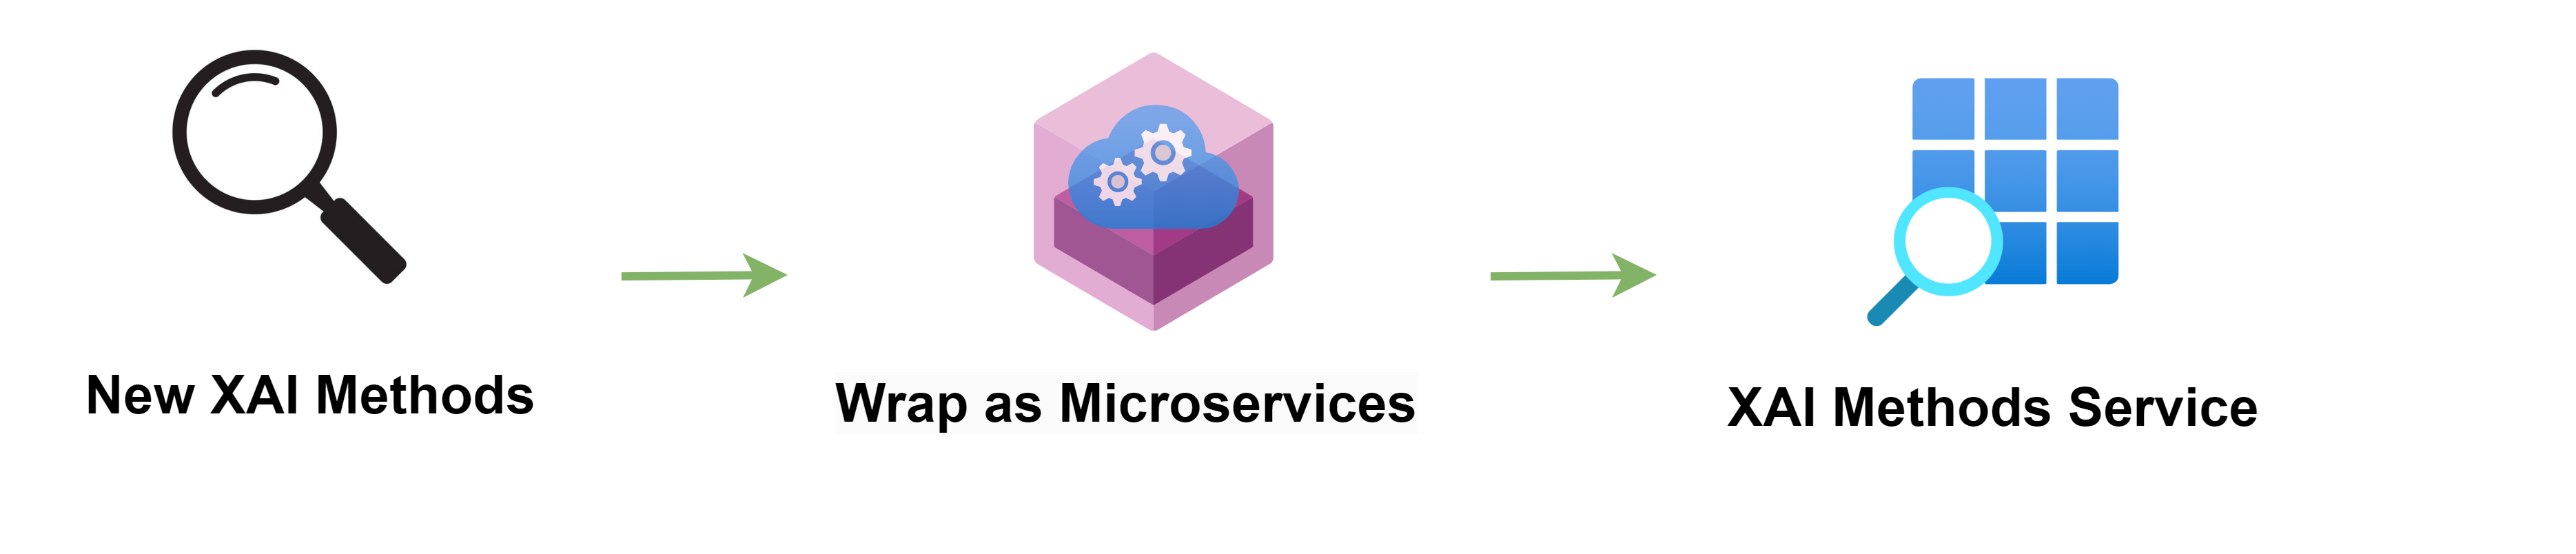 New XAI Methods
Wrap as Microservices
XAI Methods Service